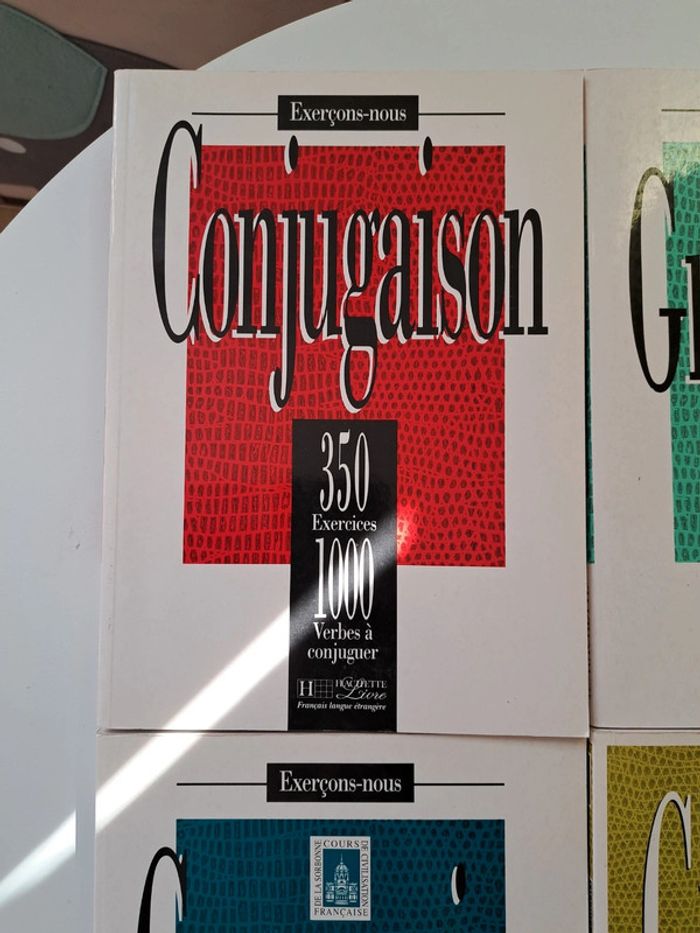 Exerçons-nous
Conjugaison
350
Exercices
1000
Verbes à
conjuguer
H HACHETTE
Livre
Français langue étrangère
Exerçons-nous
COURS
DE CIVILISATION
FRANÇAISE
DE LA SORBONNE